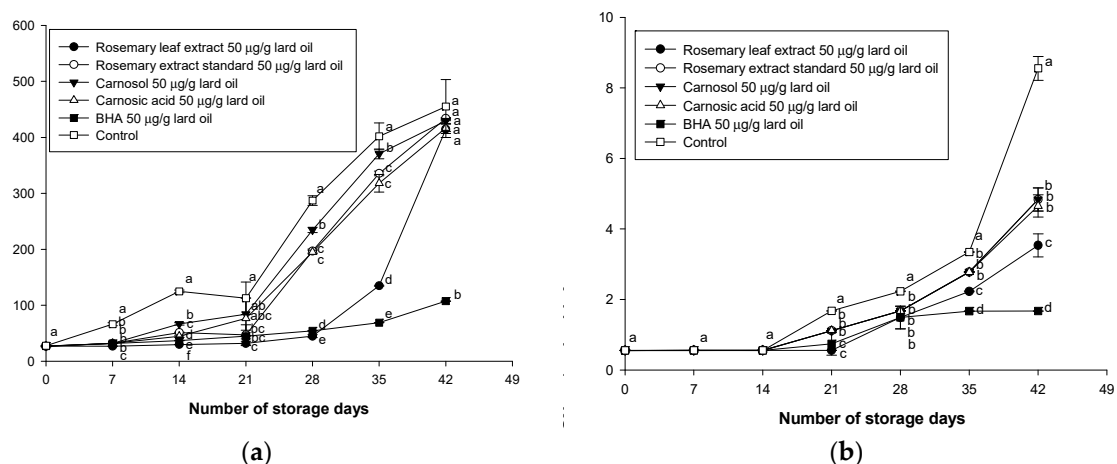 600
500
400
300
200
100
0
Rosemary leaf extract 50 μg/g lard oil
Rosemary extract standard 50 μg/g lard oil
Carnosol 50 μg/g lard oil
Carnosic acid 50 μg/g lard oil
BHA 50 μg/g lard oil
Control
a
a
b
b
b
b
c
a
b
c
e
f
a
ab
abc
bc
bc
c
a
b
c
c
d
e
a
b
c
c
d
e
a
a
a
a
b
0 7 14 21 28 35 42 49
Number of storage days
(a)
10
8
6
4
2
0
Rosemary leaf extract 50 μg/g lard oil
Rosemary extract standard 50 μg/g lard oil
Carnosol 50 μg/g lard oil
Carnosic acid 50 μg/g lard oil
BHA 50 μg/g lard oil
Control
a
a
a
a
b
b
b
c
c
a
b
b
b
b
b
a
b
b
b
c
d
a
b
b
b
c
d
0 7 14 21 28 35 42 49
Number of storage days
(b)